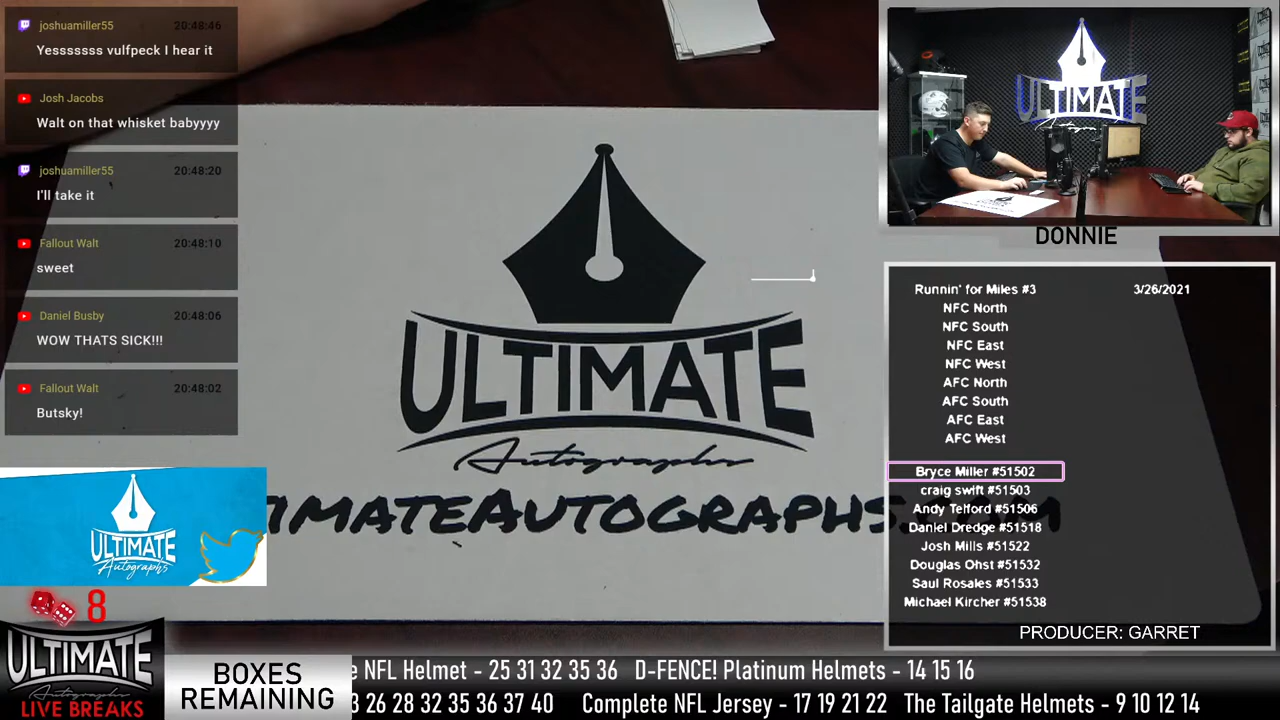 joshuamiller55 20:48:46
Yesssssss vulfpeck I hear it
Josh Jacobs 20:48:33
Walt on that whisket babyyyy
joshuamiller55 20:48:20
I'll take it
Fallout Walt 20:48:10
sweet
Daniel Busby 20:48:06
WOW THATS SICK!!!
Fallout Walt 20:48:02
Butsky!
ULTIMATE
Autographs
TIMATEAUTOGRAPHS.COM
ULTIMATE
Autographs
DONNIE
Runnin' for Miles #3 3/26/2021
NFC North
NFC South
NFC East
NFC West
AFC North
AFC South
AFC East
AFC West
Bryce Miller #51502
craig swift #51503
Andy Telford #51506
Daniel Dredge #51518
Josh Mills #51522
Douglas Ohst #51532
Saul Rosales #51533
Michael Kircher #51538
PRODUCER: GARRET
ULTIMATE
Autographs
8
ULTIMATE
Autographs
LIVE BREAKS
BOXES
REMAINING
e NFL Helmet - 25 31 32 35 36 D-FENCE! Platinum Helmets - 14 15 16
26 28 32 35 36 37 40 Complete NFL Jersey - 17 19 21 22 The Tailgate Helmets - 9 10 12 14